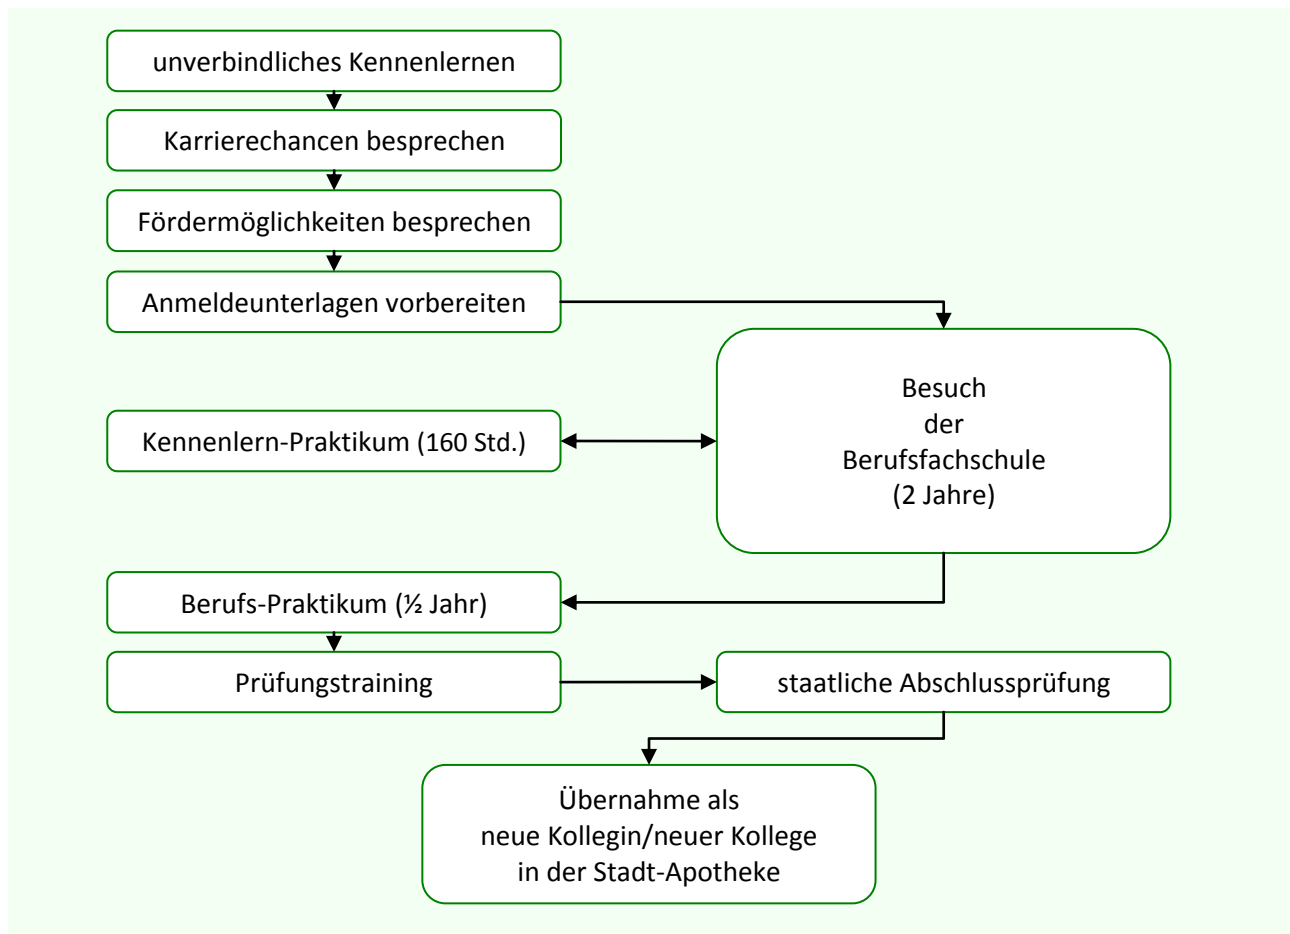 unverbindliches Kennenlernen
Karrierechancen besprechen
Fördermöglichkeiten besprechen
Anmeldeunterlagen vorbereiten
Besuch
der
Berufsfachschule
(2 Jahre)
Kennenlern-Praktikum (160 Std.)
Berufs-Praktikum (½ Jahr)
Prüfungstraining
staatliche Abschlussprüfung
Übernahme als
neue Kollegin/neuer Kollege
in der Stadt-Apotheke